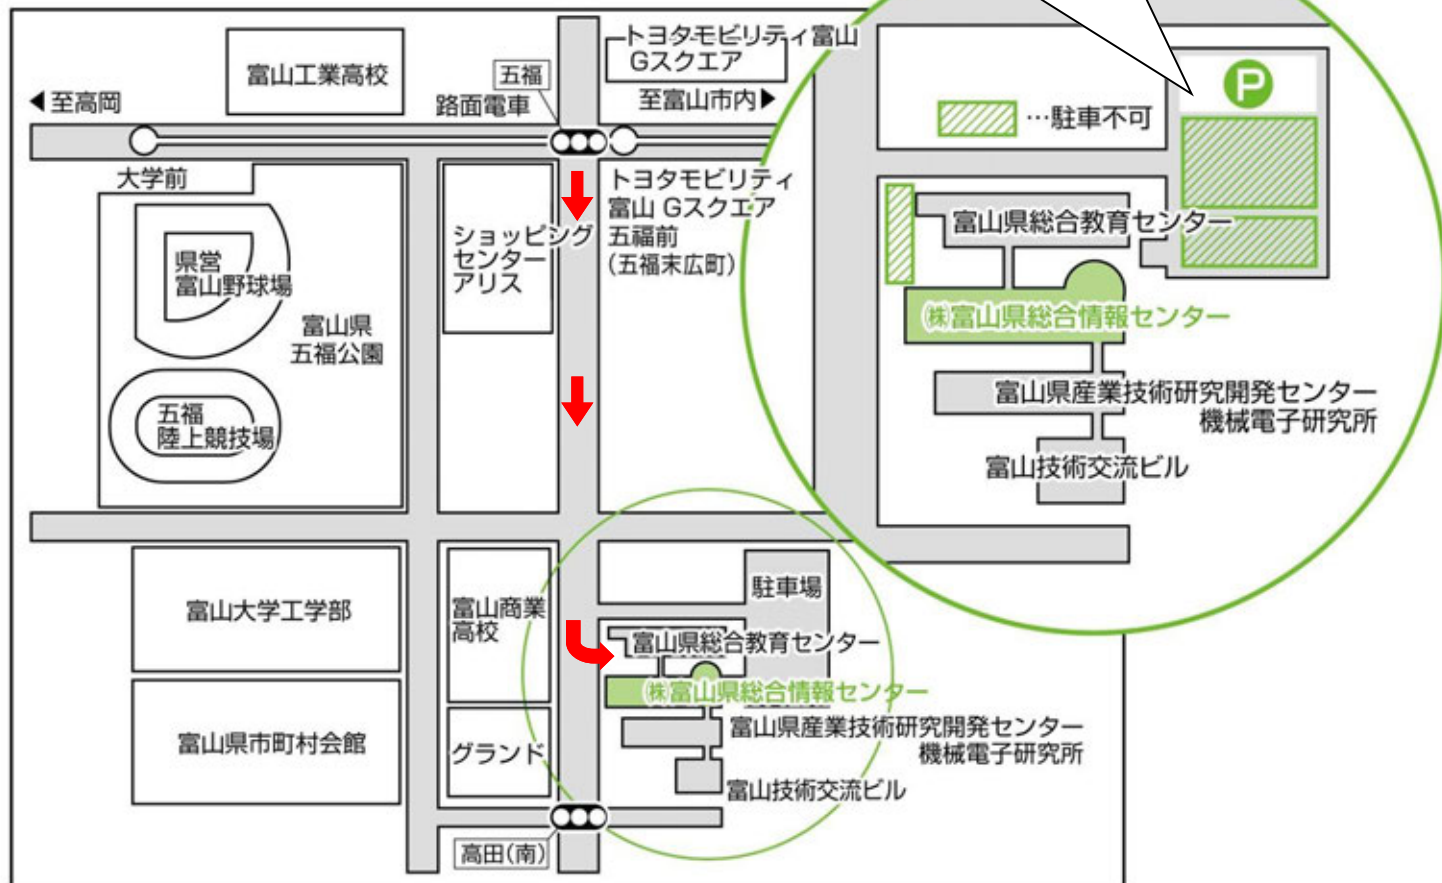 富山工業高校
五福
トヨタモビリティ富山
Gスクエア
◀至高岡
路面電車
至富山市内▶
大学前
県営
富山野球場
富山県
五福公園
五福
陸上競技場
ショッピング
センター
アリス
トヨタモビリティ
富山 Gスクエア
五福前
(五福末広町)
P
…駐車不可
富山県総合教育センター
㈱富山県総合情報センター
富山県産業技術研究開発センター
機械電子研究所
富山技術交流ビル
富山大学工学部
富山商業
高校
駐車場
富山県総合教育センター
㈱富山県総合情報センター
富山県市町村会館
グランド
富山県産業技術研究開発センター
機械電子研究所
富山技術交流ビル
高田(南)